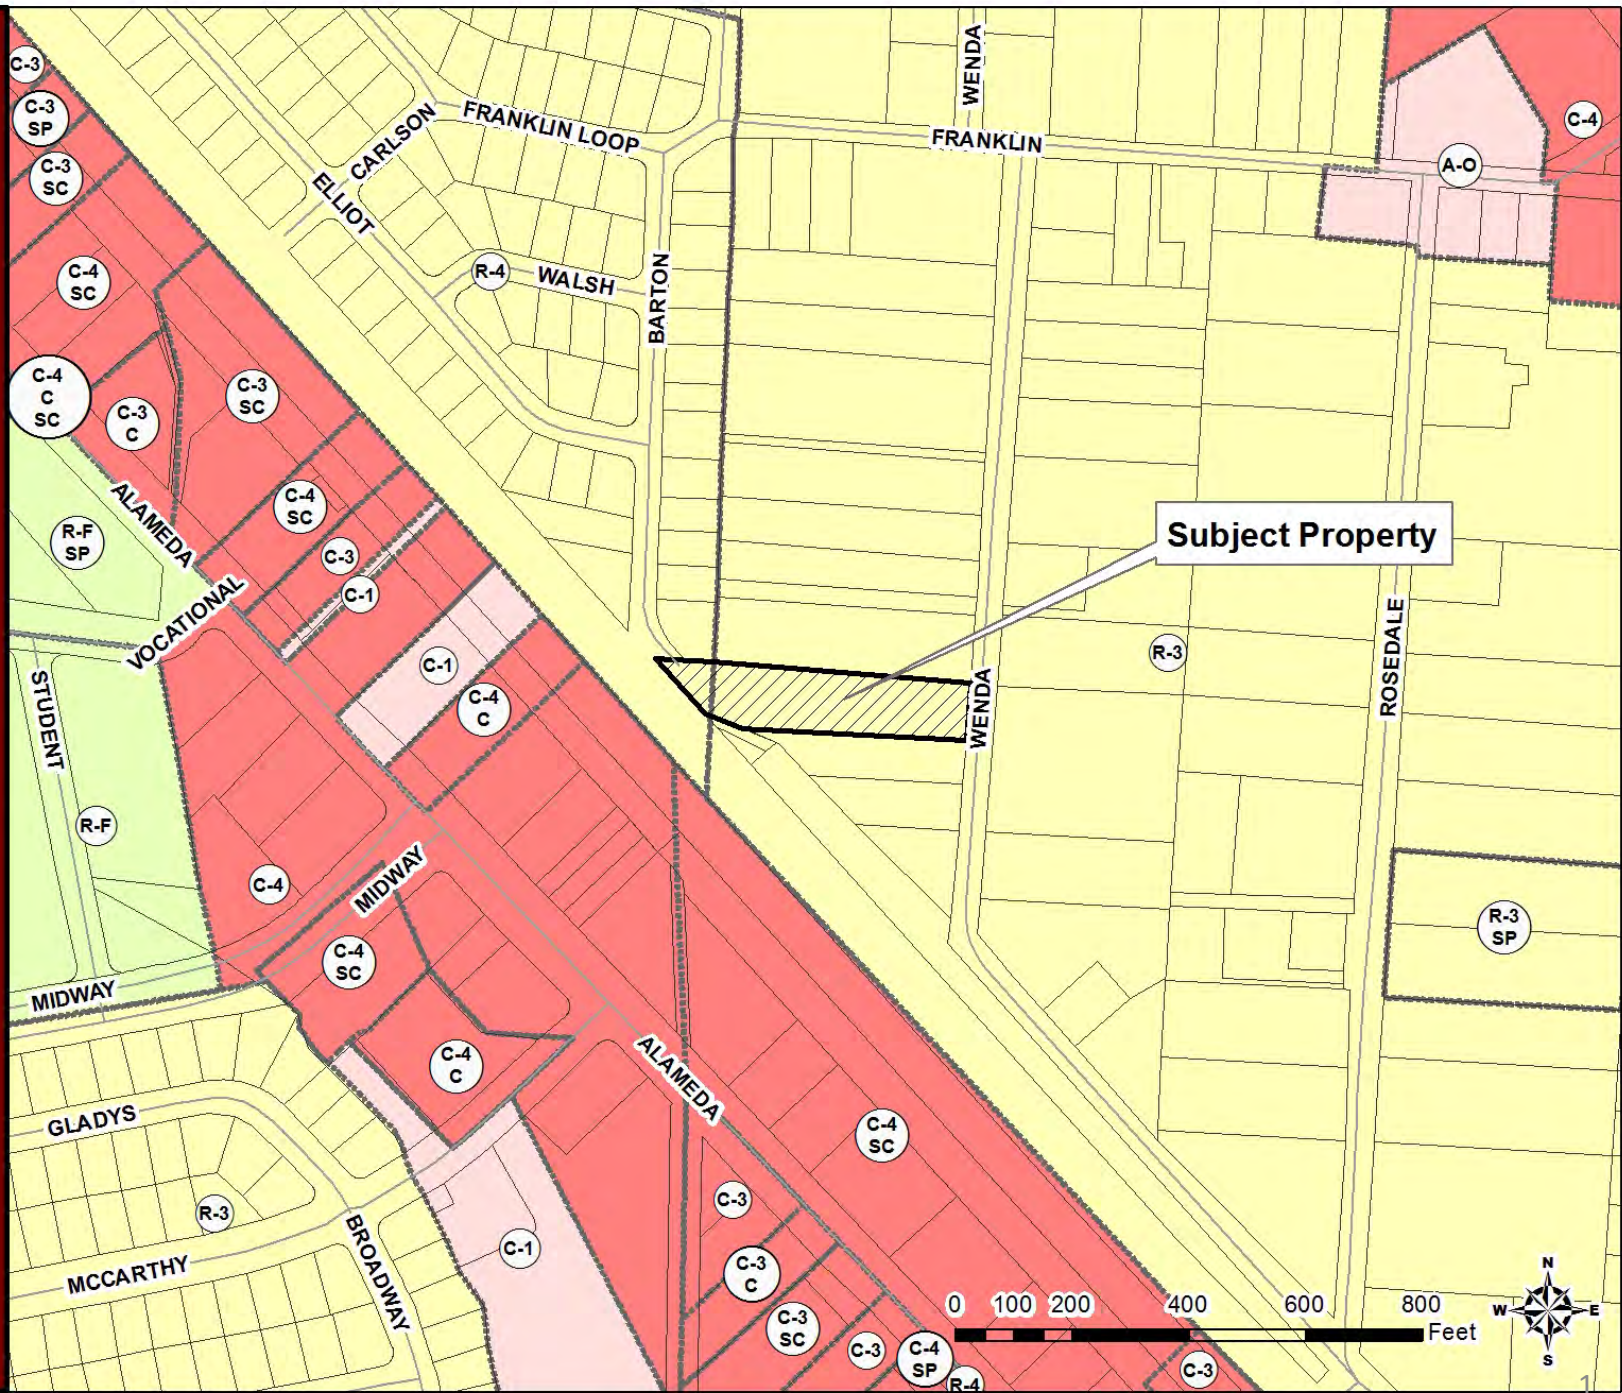 C-3
C-3
SP
C-3
SC
CARLSON
FRANKLIN LOOP
WENDA
FRANKLIN
C-4
A-O
ELLIOT
R-4
WALSH
BARTON
C-4
SC
C-4
C
SC
C-3
C
C-3
SC
ALAMEDA
C-4
SC
R-F
SP
C-3
C-1
VOCATIONAL
Subject Property
STUDENT
C-1
C-4
C
WENDA
R-3
ROSEDALE
R-F
C-4
MIDWAY
C-4
SC
R-3
SP
MIDWAY
C-4
C
ALAMEDA
GLADYS
C-4
SC
R-3
C-3
BROADWAY
C-1
MCCARTHY
C-3
C
C-3
SC
C-3
C-4
SP
R-4
C-3
0 100 200 400 600 800
Feet
N
W E
S
1